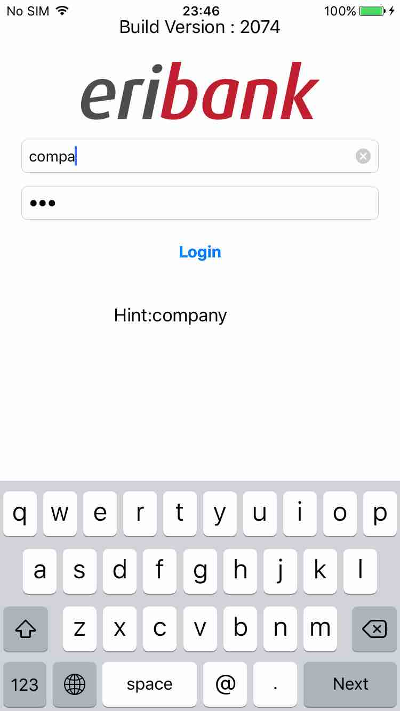 No SIM 23:46 100%
Build Version : 2074
eribank
compa
Login
Hint:company
q w e r t y u i o p
a s d f g h j k l
z x c v b n m
123 space @ . Next